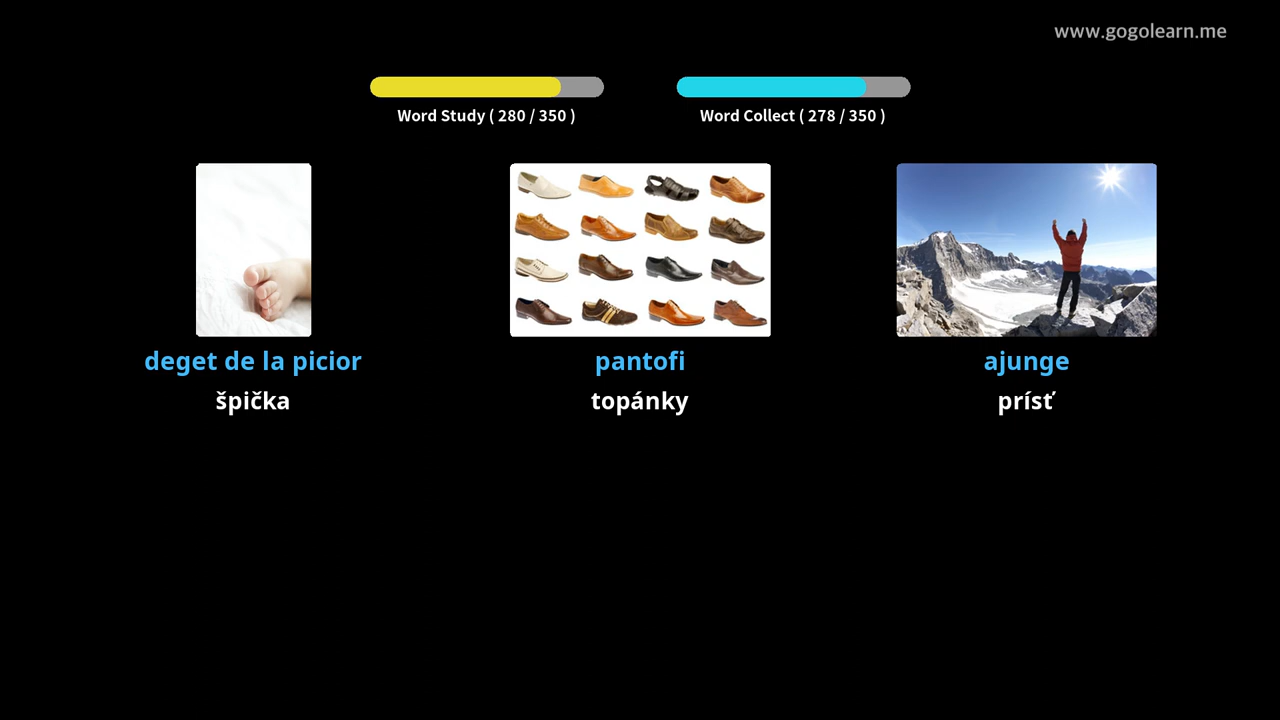 www.gogolearn.me
Word Study ( 280 / 350 )
Word Collect ( 278 / 350 )
deget de la picior
pantofi
ajunge
špička
topánky
prísť